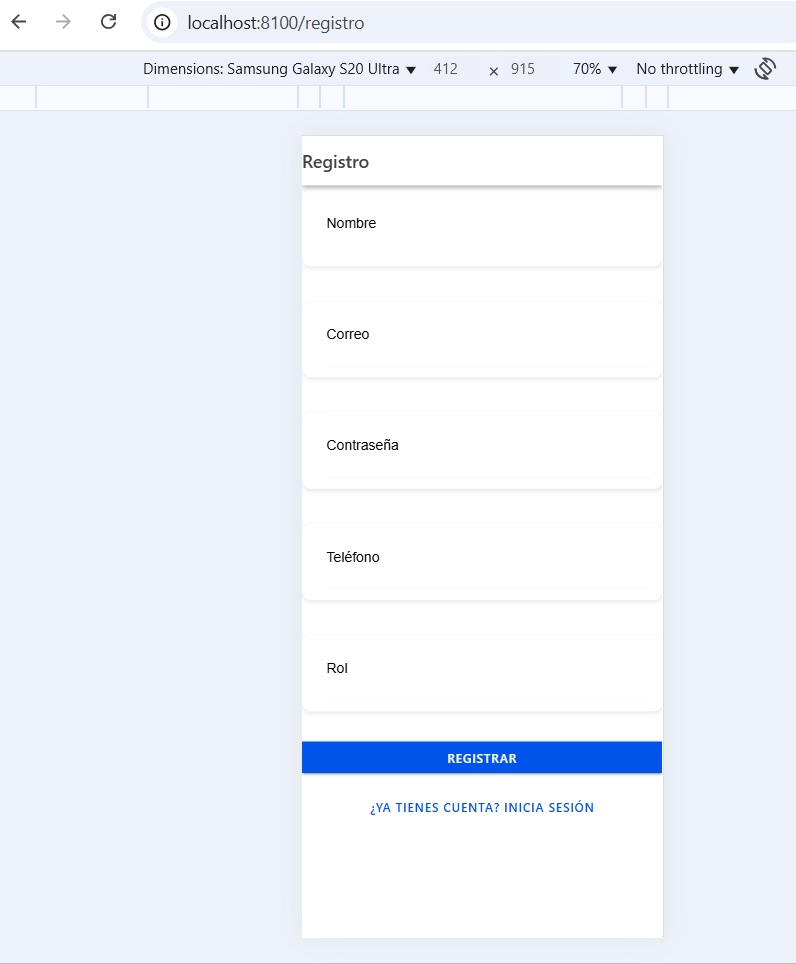 localhost:8100/registro
Dimensions: Samsung Galaxy S20 Ultra ▼ 412 × 915 70% ▼ No throttling ▼
Registro
Nombre
Correo
Contraseña
Teléfono
Rol
REGISTRAR
¿YA TIENES CUENTA? INICIA SESIÓN